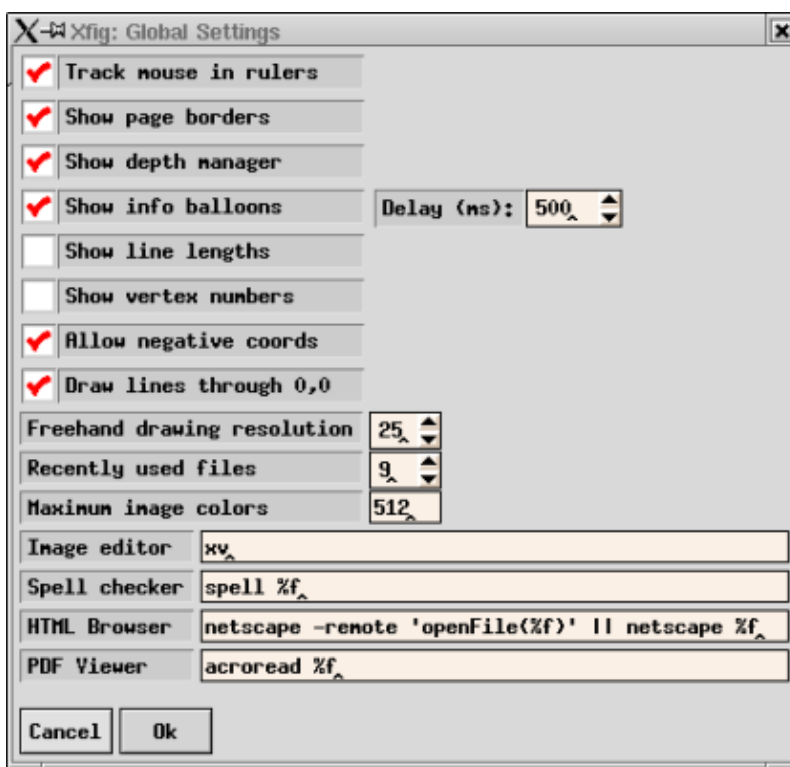 Xfig: Global Settings
Track mouse in rulers
Show page borders
Show depth manager
Show info balloons Delay (ms): 500
Show line lengths
Show vertex numbers
Allow negative coords
Draw lines through 0,0
Freehand drawing resolution 25
Recently used files 9
Maximum image colors 512
Image editor xv
Spell checker spell %f
HTML Browser netscape -remote 'openFile(%f)' || netscape %f
PDF Viewer acroread %f
Cancel Ok